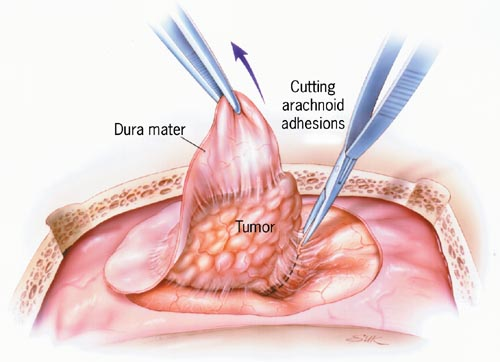 Cutting
arachnoid
adhesions
Dura mater
Tumor
Silk